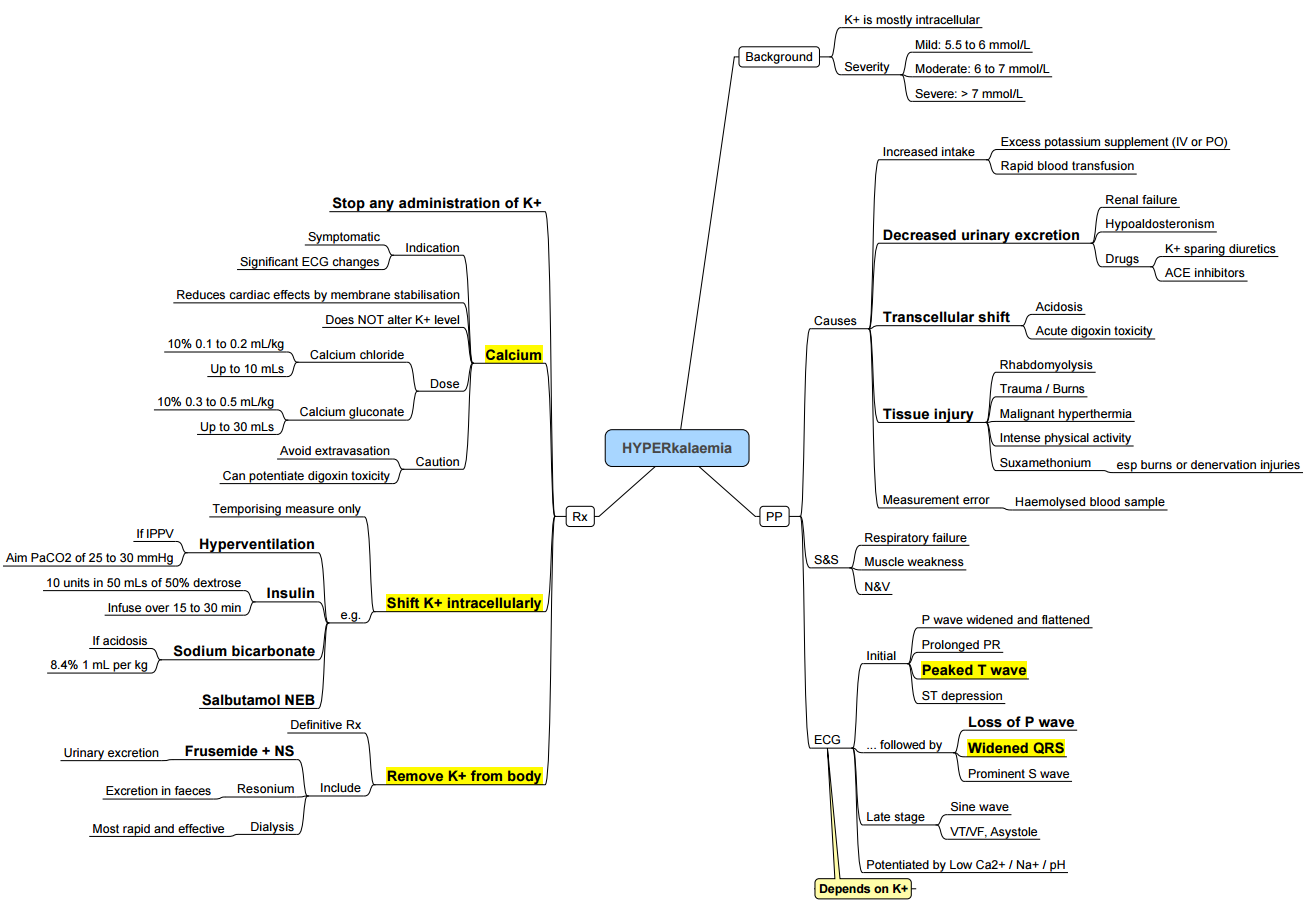 HYPERkalaemia
Background
K+ is mostly intracellular
Severity
Mild: 5.5 to 6 mmol/L
Moderate: 6 to 7 mmol/L
Severe: > 7 mmol/L
PP
Causes
Increased intake
Excess potassium supplement (IV or PO)
Rapid blood transfusion
Decreased urinary excretion
Renal failure
Hypoaldosteronism
Drugs
K+ sparing diuretics
ACE inhibitors
Transcellular shift
Acidosis
Acute digoxin toxicity
Tissue injury
Rhabdomyolysis
Trauma / Burns
Malignant hyperthermia
Intense physical activity
Suxamethonium
esp burns or denervation injuries
Measurement error
Haemolysed blood sample
S&S
Respiratory failure
Muscle weakness
N&V
ECG
Initial
P wave widened and flattened
Prolonged PR
Peaked T wave
ST depression
... followed by
Loss of P wave
Widened QRS
Prominent S wave
Late stage
Sine wave
VT/VF, Asystole
Potentiated by Low Ca2+ / Na+ / pH
Depends on K+
Rx
Stop any administration of K+
Calcium
Indication
Symptomatic
Significant ECG changes
Reduces cardiac effects by membrane stabilisation
Does NOT alter K+ level
Dose
Calcium chloride
10% 0.1 to 0.2 mL/kg
Up to 10 mLs
Calcium gluconate
10% 0.3 to 0.5 mL/kg
Up to 30 mLs
Caution
Avoid extravasation
Can potentiate digoxin toxicity
Shift K+ intracellularly
Temporising measure only
e.g.
Hyperventilation
If IPPV
Aim PaCO2 of 25 to 30 mmHg
Insulin
10 units in 50 mLs of 50% dextrose
Infuse over 15 to 30 min
Sodium bicarbonate
If acidosis
8.4% 1 mL per kg
Salbutamol NEB
Remove K+ from body
Definitive Rx
Include
Frusemide + NS
Urinary excretion
Resonium
Excretion in faeces
Dialysis
Most rapid and effective